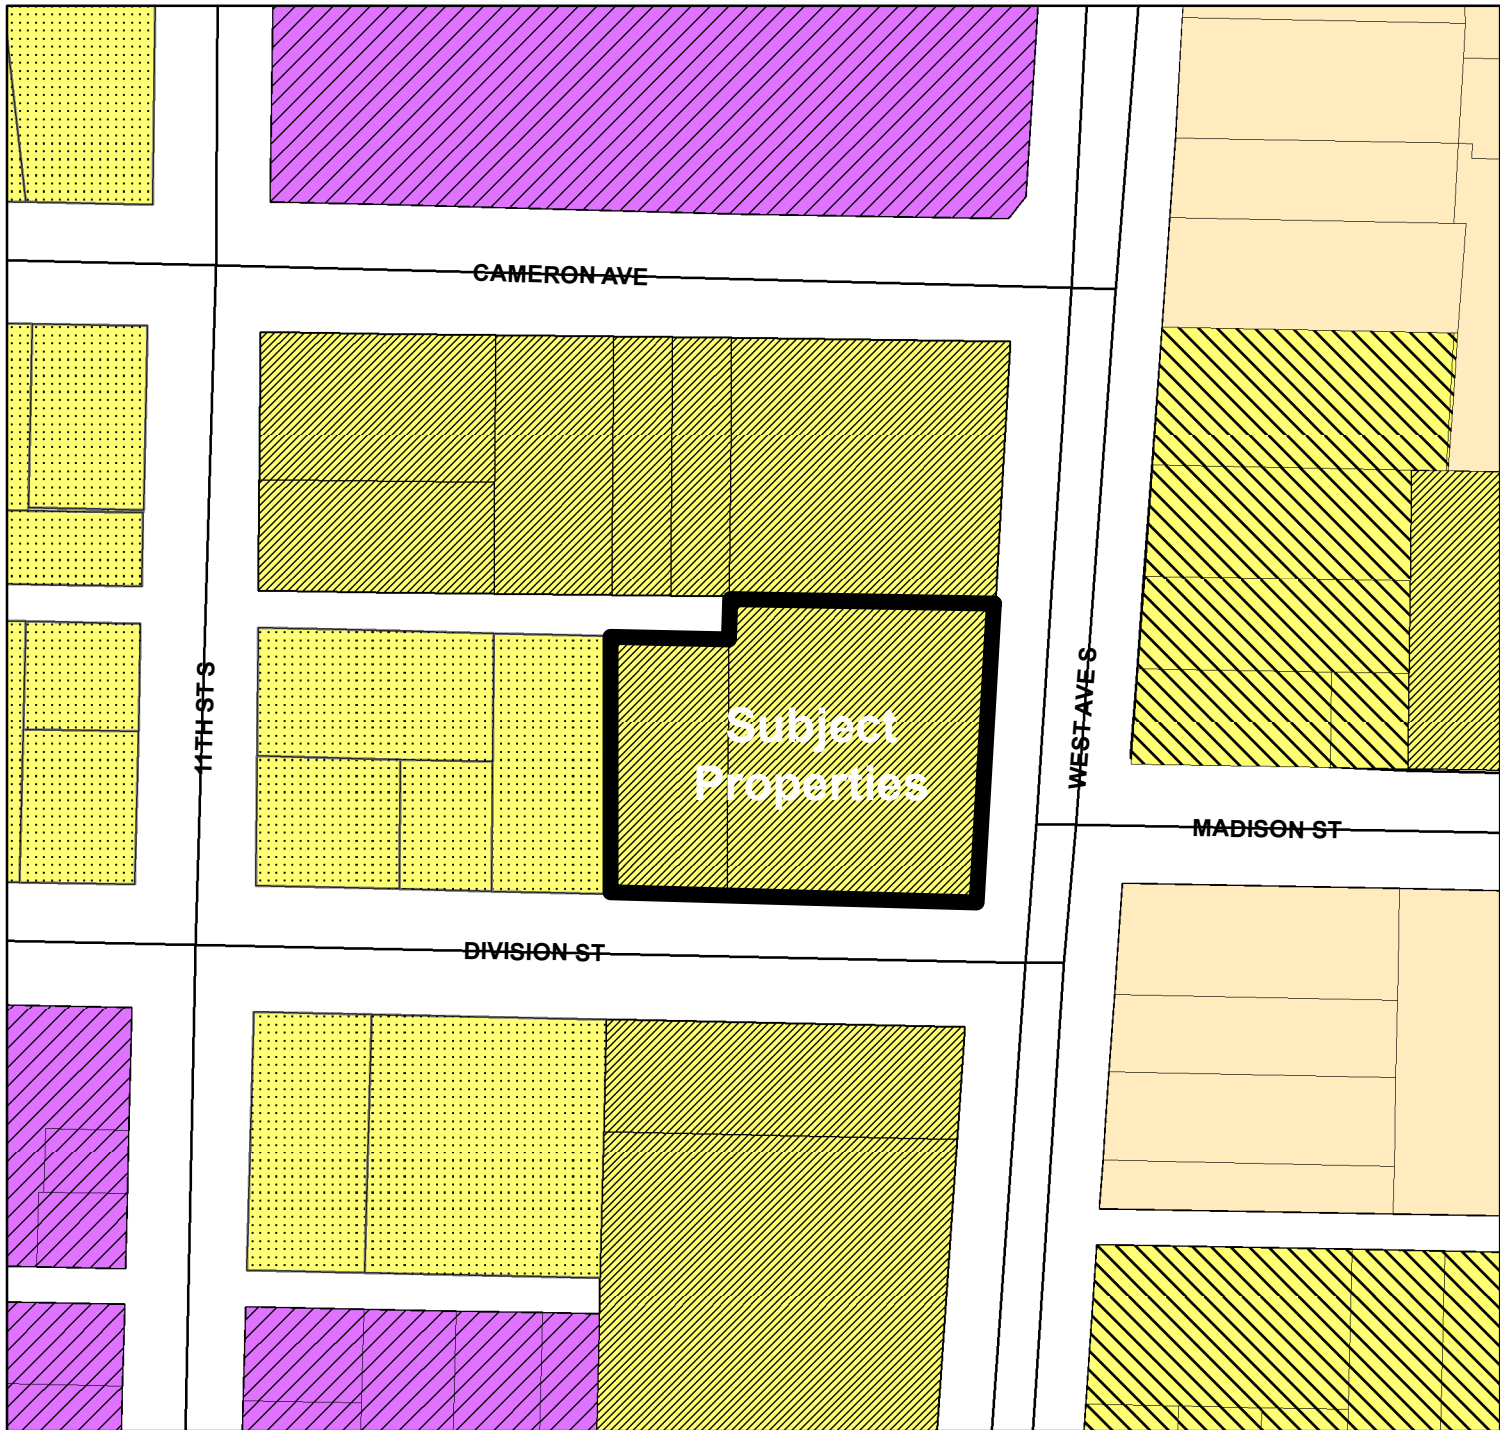 CAMERON AVE
11TH ST S
WEST AVE S
Subject
Properties
MADISON ST
DIVISION ST